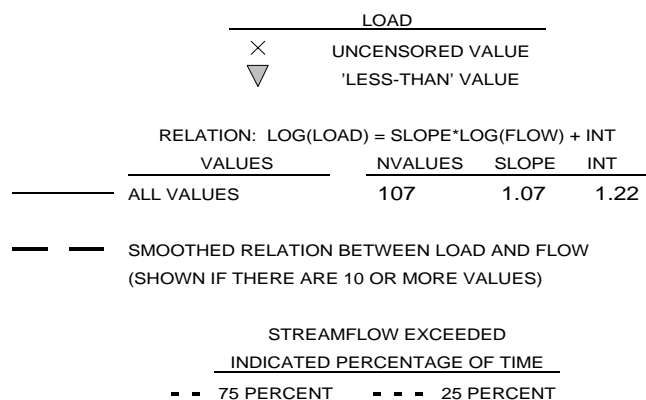 LOAD
UNCENSORED VALUE
'LESS-THAN' VALUE
RELATION: LOG(LOAD) = SLOPE*LOG(FLOW) + INT
VALUES NVALUES SLOPE INT
ALL VALUES 107 1.07 1.22
SMOOTHED RELATION BETWEEN LOAD AND FLOW
(SHOWN IF THERE ARE 10 OR MORE VALUES)
STREAMFLOW EXCEEDED
INDICATED PERCENTAGE OF TIME
75 PERCENT 25 PERCENT